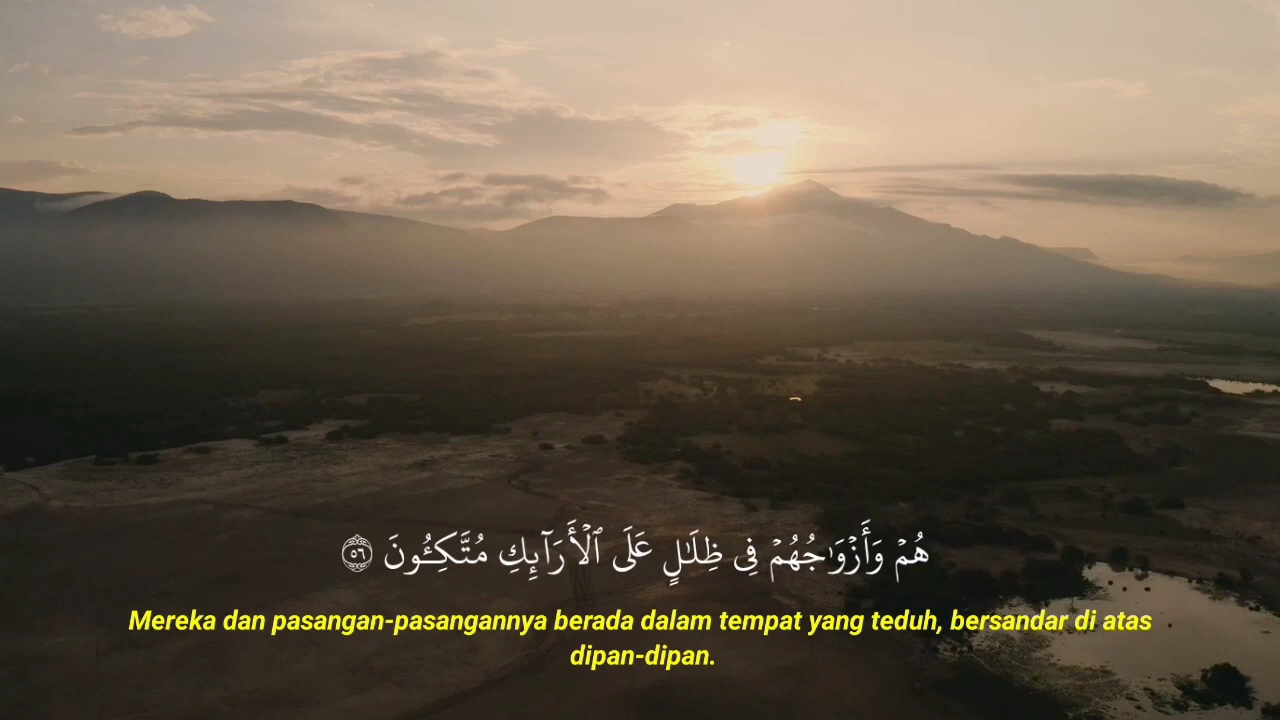 هُمْ وَأَزْوَٰجُهُمْ فِى ظِلَـٰلٍ عَلَى ٱلْأَرَآئِكِ مُتَّكِـُٔونَ ٥٦
Mereka dan pasangan-pasangannya berada dalam tempat yang teduh, bersandar di atas
dipan-dipan.